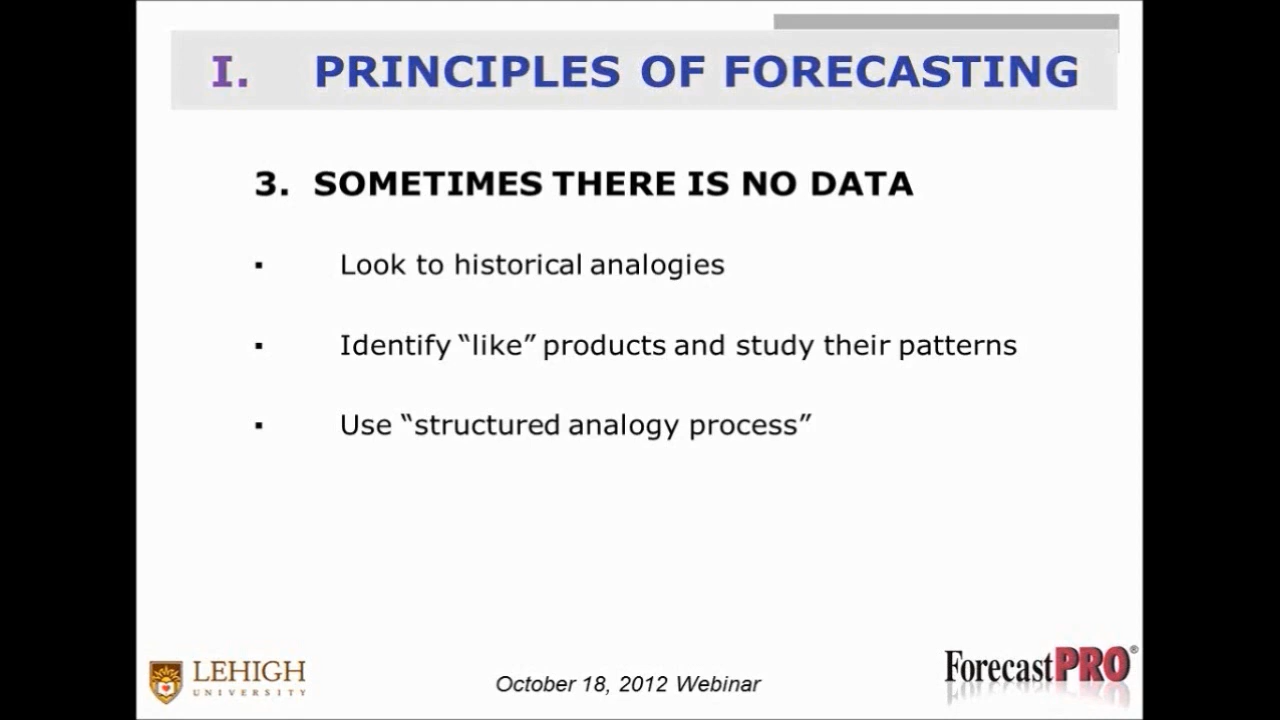 I. PRINCIPLES OF FORECASTING
3. SOMETIMES THERE IS NO DATA
▪ Look to historical analogies
▪ Identify “like” products and study their patterns
▪ Use “structured analogy process”
LEHIGH
UNIVERSITY
October 18, 2012 Webinar
ForecastPRO®